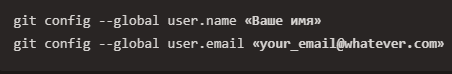 git config --global user.name «Ваше имя»
git config --global user.email «your_email@whatever.com»